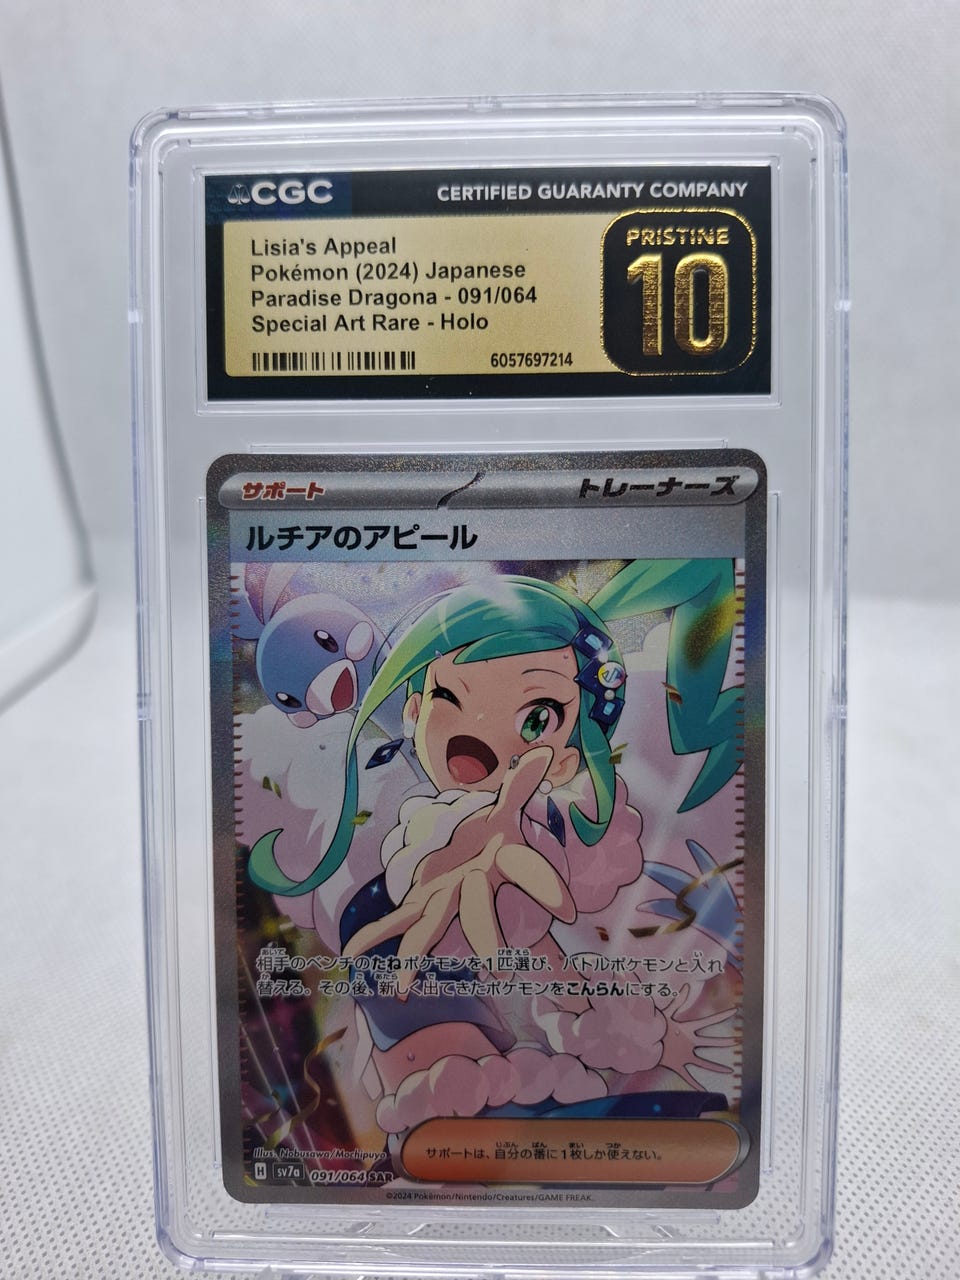 CGC
CERTIFIED GUARANTY COMPANY
Lisia's Appeal
Pokémon (2024) Japanese
Paradise Dragona - 091/064
Special Art Rare - Holo
6057697214
PRISTINE
10
サポート
トレーナーズ
ルチアのアピール
相手のベンチのたねポケモンを1匹選び、バトルポケモンと入れ
替える。その後、新しく出てきたポケモンをこんらんにする。
Illus. Nobusawa/Mochipuyo
サポートは、自分の番に1枚しか使えない。
H sv7a 091/064 SAR
©2024 Pokémon/Nintendo/Creatures/GAME FREAK.